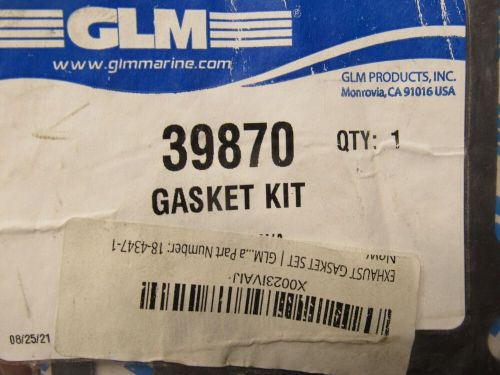 GLM
www.glmmarine.com
GLM PRODUCTS, INC.
Monrovia, CA 91016 USA
39870
QTY: 1
GASKET KIT
X0023IVAIJ
EXHAUST GASKET SET | GLM...a Part Number: 18-4347-1
New
08/25/21